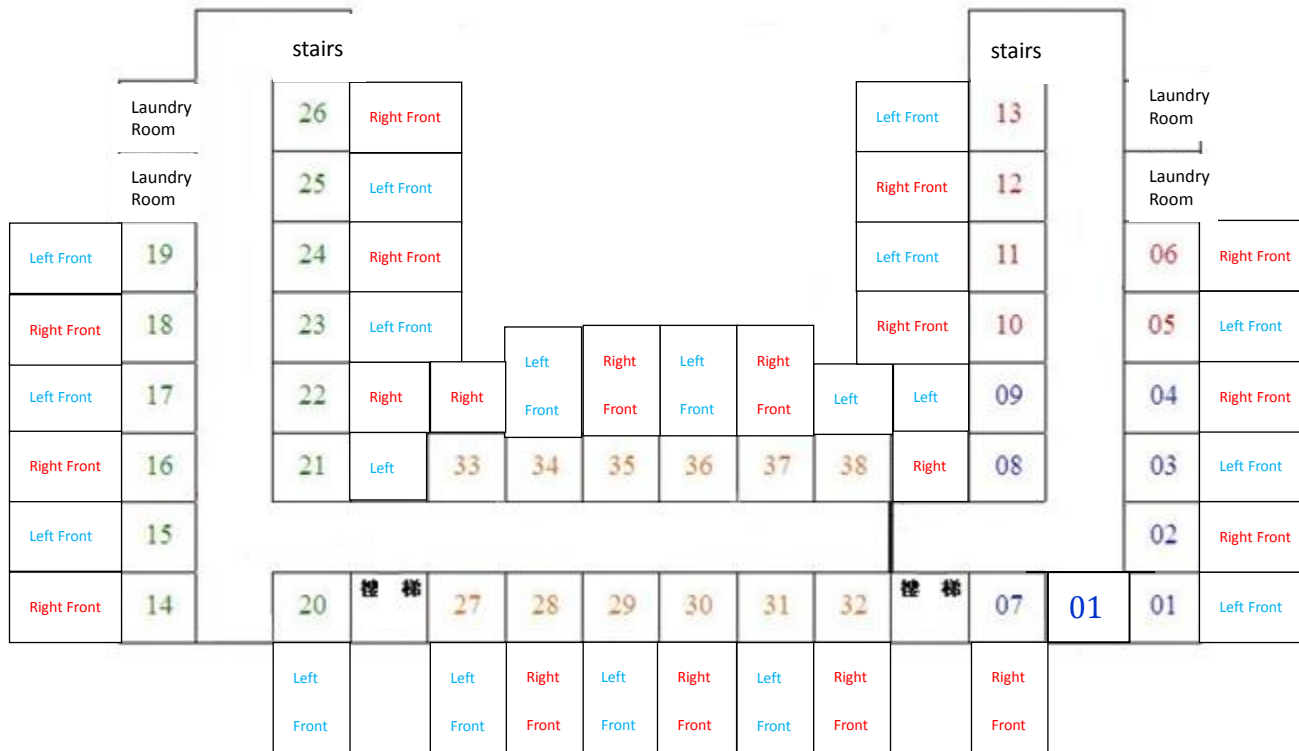 stairs stairs
Laundry Room 26 Right Front Left Front 13 Laundry Room
Laundry Room 25 Left Front Right Front 12 Laundry Room
Left Front 19 24 Right Front Left Front 11 06 Right Front
Right Front 18 23 Left Front Right Front 10 05 Left Front
Left Front 17 22 Right Right Left Front Right Front Left Front Right Front Left Left 09 04 Right Front
Right Front 16 21 Left 33 34 35 36 37 38 Right 08 03 Left Front
Left Front 15 02 Right Front
Right Front 14 20 樓梯 27 28 29 30 31 32 樓梯 07 01 01 Left Front
Left Left Right Left Right Left Right Right
Front Front Front Front Front Front Front Front